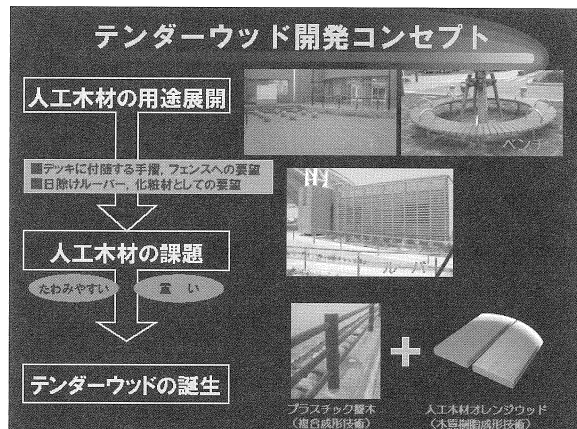 テンダーウッド開発コンセプト
人工木材の用途展開
■デッキに付随する手摺,フェンスへの要望
■日除けルーバー,化粧材としての要望
ベンチ
人工木材の課題
たわみやすい
重い
ルーバー
テンダーウッドの誕生
プラスチック擬木
(複合成形技術)
人工木材オレンジウッド
(木質樹脂成形技術)